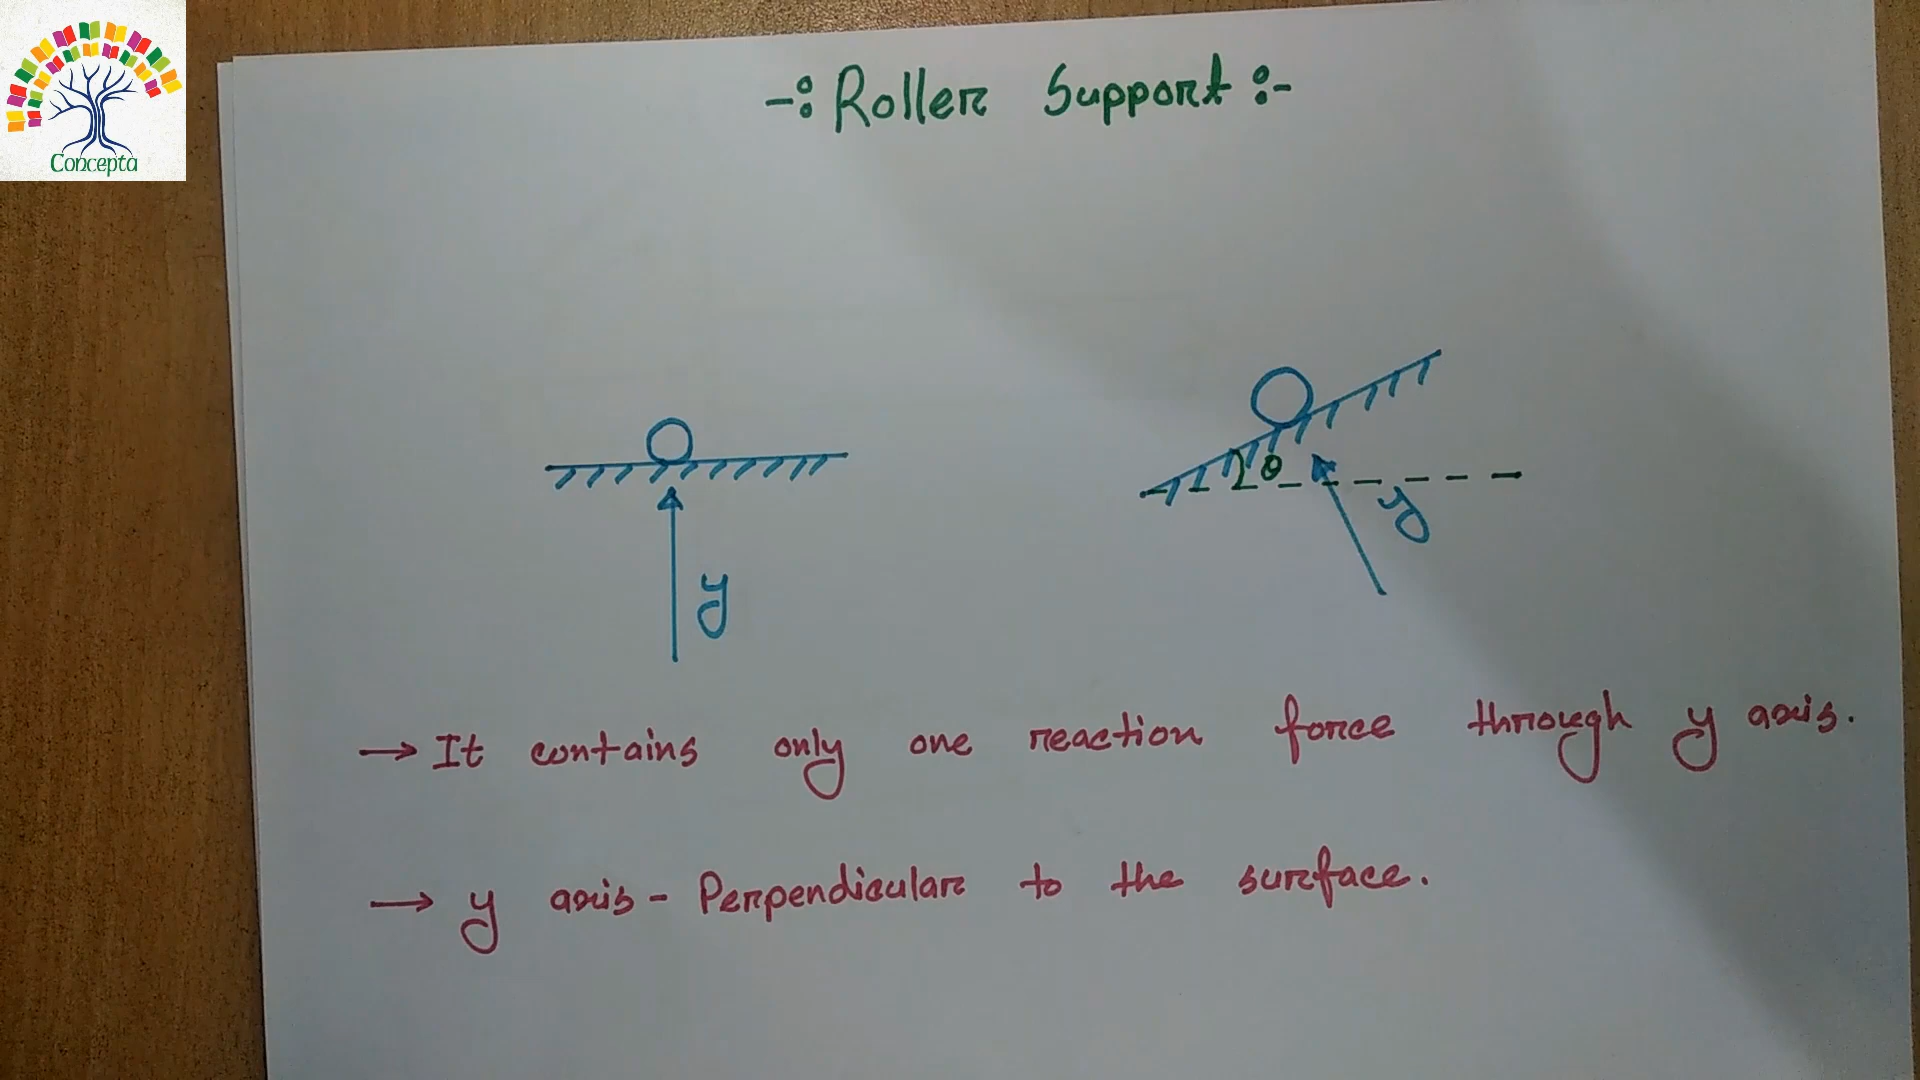 Concepta
-: Roller Support :-
θ
y
y
→ It contains only one reaction force through y axis.
→ y axis - Perpendicular to the surface.